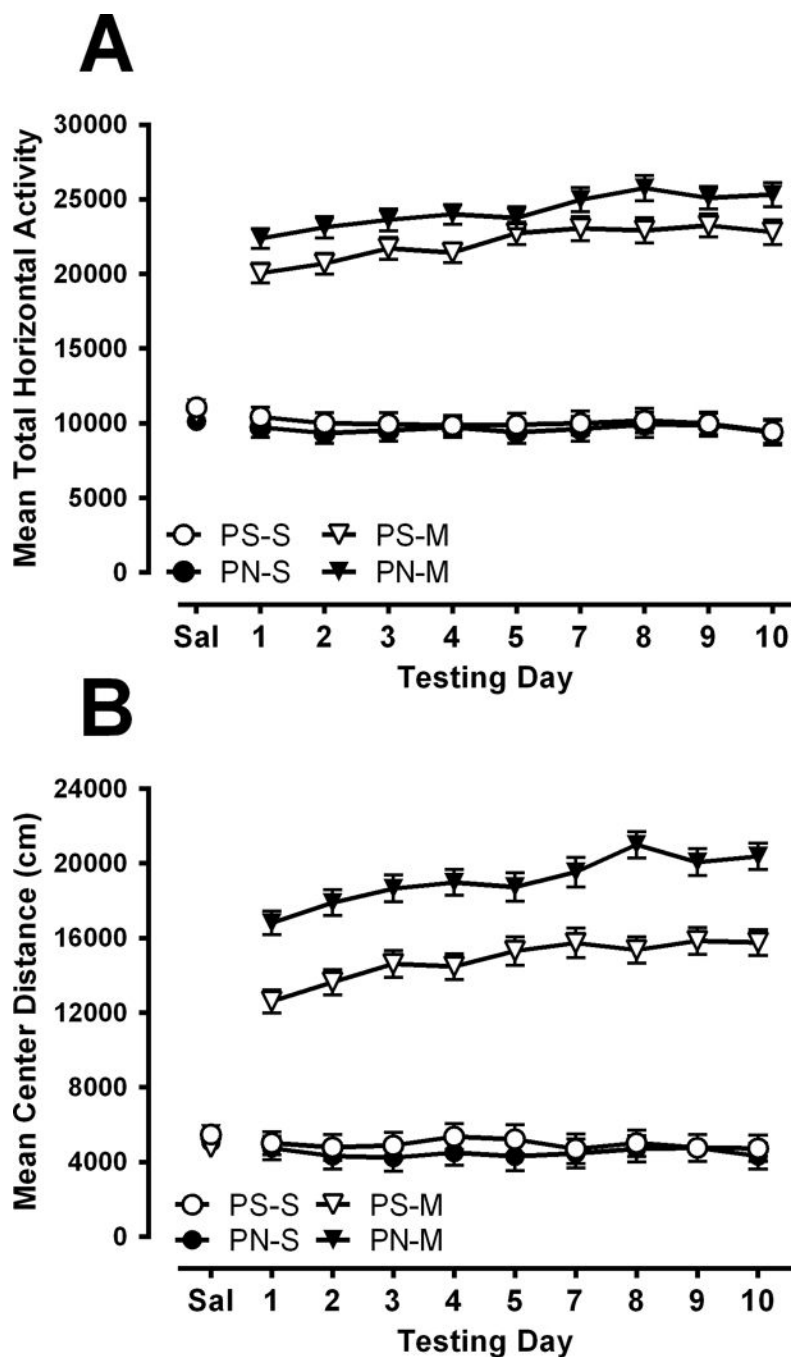 A
Mean Total Horizontal Activity
30000
25000
20000
15000
10000
5000
0
PS-S PS-M
PN-S PN-M
Sal 1 2 3 4 5 7 8 9 10
Testing Day
B
Mean Center Distance (cm)
24000
20000
16000
12000
8000
4000
0
PS-S PS-M
PN-S PN-M
Sal 1 2 3 4 5 7 8 9 10
Testing Day